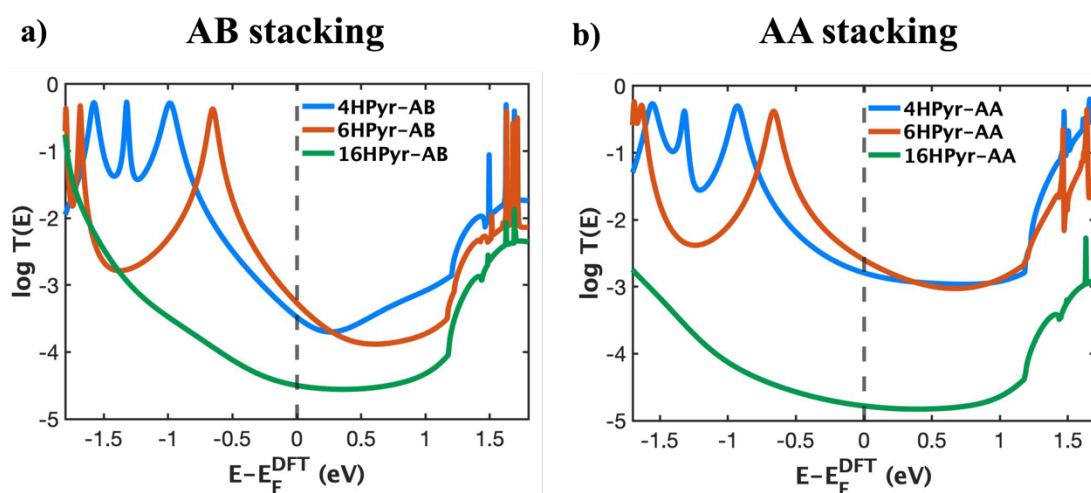 a) AB stacking
0
-1
-2
-3
-4
-5
log T(E)
4HPyr-AB
6HPyr-AB
16HPyr-AB
-1.5 -1 -0.5 0 0.5 1 1.5
E-E_F^DFT (eV)
b) AA stacking
0
-1
-2
-3
-4
-5
log T(E)
4HPyr-AA
6HPyr-AA
16HPyr-AA
-1.5 -1 -0.5 0 0.5 1 1.5
E-E_F^DFT (eV)